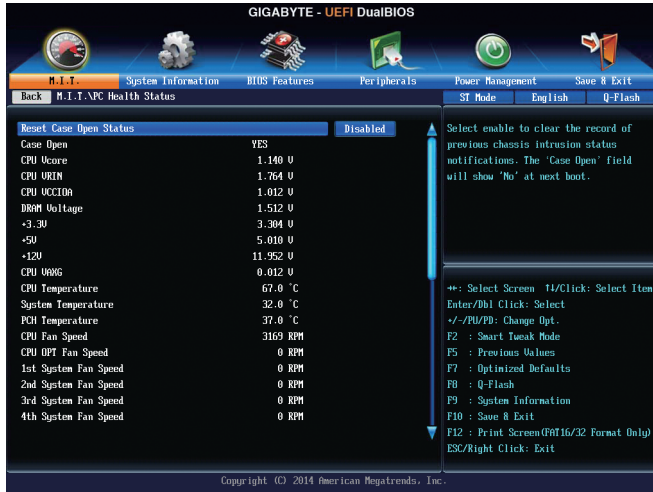 GIGABYTE - UEFI DualBIOS
M.I.T. System Information BIOS Features Peripherals Power Management Save & Exit
Back M.I.T.\PC Health Status ST Mode English Q-Flash
Reset Case Open Status Disabled
Case Open YES
CPU Vcore 1.140 V
CPU VRIN 1.764 V
CPU VCCIOA 1.012 V
DRAM Voltage 1.512 V
+3.3V 3.304 V
+5V 5.010 V
+12V 11.952 V
CPU VAXG 0.012 V
CPU Temperature 67.0 °C
System Temperature 32.0 °C
PCH Temperature 37.0 °C
CPU Fan Speed 3169 RPM
CPU OPT Fan Speed 0 RPM
1st System Fan Speed 0 RPM
2nd System Fan Speed 0 RPM
3rd System Fan Speed 0 RPM
4th System Fan Speed 0 RPM
Select enable to clear the record of
previous chassis intrusion status
notifications. The 'Case Open' field
will show 'No' at next boot.
→←: Select Screen ↑↓/Click: Select Item
Enter/Dbl Click: Select
+/-/PU/PD: Change Opt.
F2 : Smart Tweak Mode
F5 : Previous Values
F7 : Optimized Defaults
F8 : Q-Flash
F9 : System Information
F10 : Save & Exit
F12 : Print Screen(FAT16/32 Format Only)
ESC/Right Click: Exit
Copyright (C) 2014 American Megatrends, Inc.